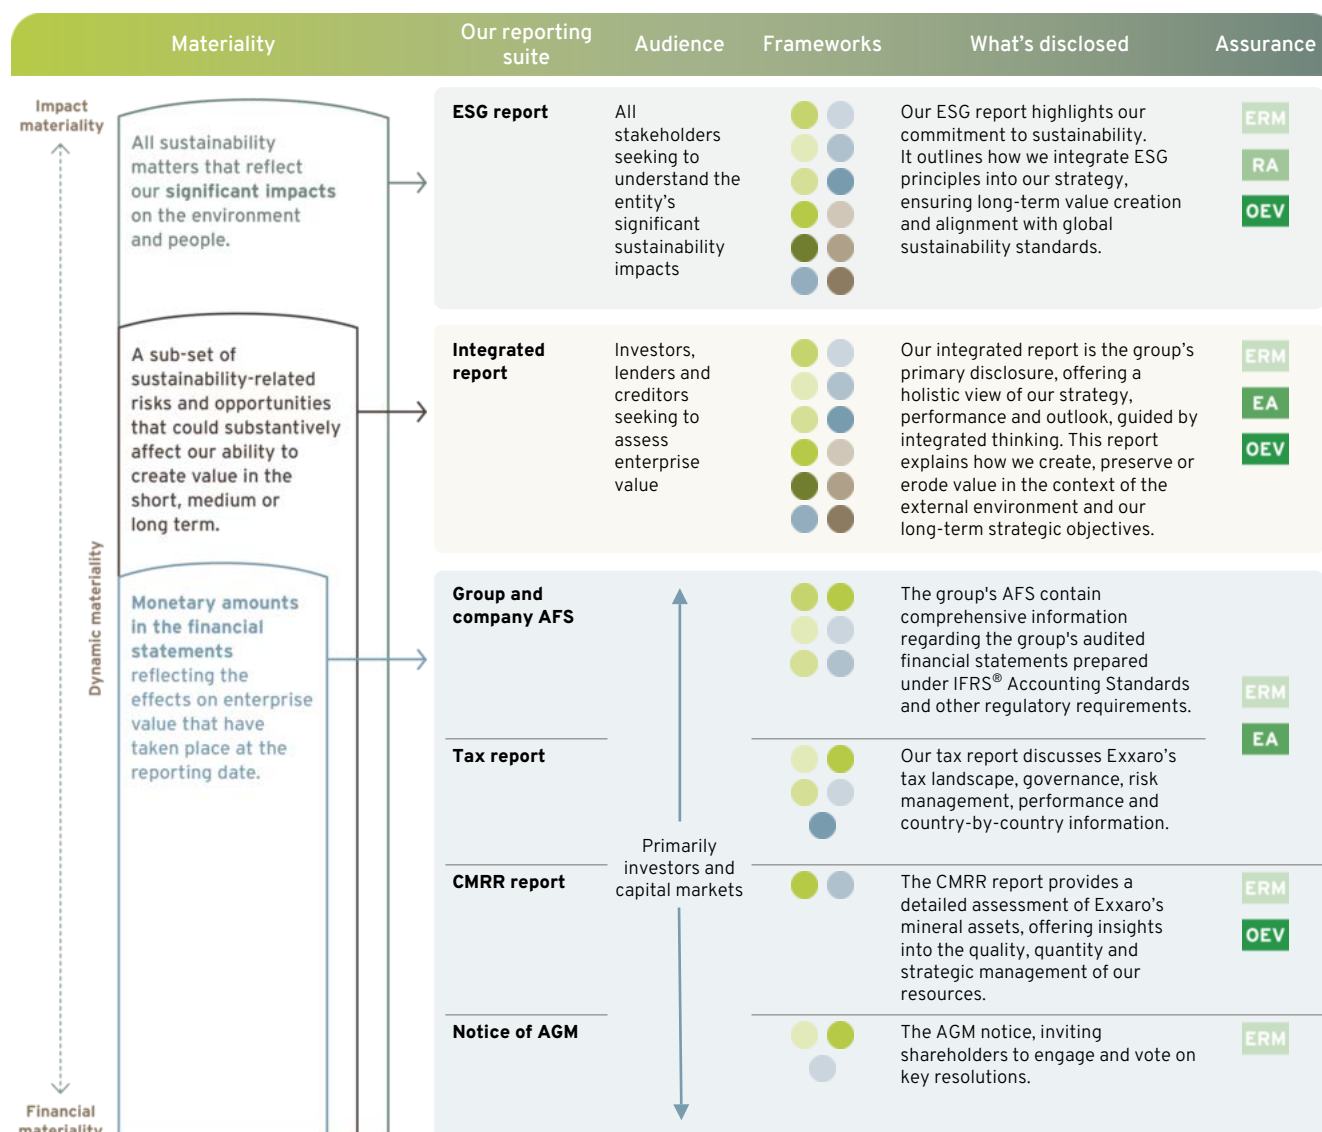 Materiality
Our reporting
suite
Audience
Frameworks
What's disclosed
Assurance
Impact
materiality
Dynamic materiality
Financial
materiality
All sustainability
matters that reflect
our significant impacts
on the environment
and people.
A sub-set of
sustainability-related
risks and opportunities
that could substantively
affect our ability to
create value in the
short, medium or
long term.
Monetary amounts
in the financial
statements
reflecting the
effects on enterprise
value that have
taken place at the
reporting date.
ESG report
All
stakeholders
seeking to
understand the
entity's
significant
sustainability
impacts
Our ESG report highlights our
commitment to sustainability.
It outlines how we integrate ESG
principles into our strategy,
ensuring long-term value creation
and alignment with global
sustainability standards.
ERM
RA
OEV
Integrated
report
Investors,
lenders and
creditors
seeking to
assess
enterprise
value
Our integrated report is the group's
primary disclosure, offering a
holistic view of our strategy,
performance and outlook, guided by
integrated thinking. This report
explains how we create, preserve or
erode value in the context of the
external environment and our
long-term strategic objectives.
ERM
EA
OEV
Group and
company AFS
The group's AFS contain
comprehensive information
regarding the group's audited
financial statements prepared
under IFRS® Accounting Standards
and other regulatory requirements.
ERM
EA
Tax report
Our tax report discusses Exxaro's
tax landscape, governance, risk
management, performance and
country-by-country information.
Primarily
investors and
capital markets
CMRR report
The CMRR report provides a
detailed assessment of Exxaro's
mineral assets, offering insights
into the quality, quantity and
strategic management of our
resources.
ERM
OEV
Notice of AGM
The AGM notice, inviting
shareholders to engage and vote on
key resolutions.
ERM